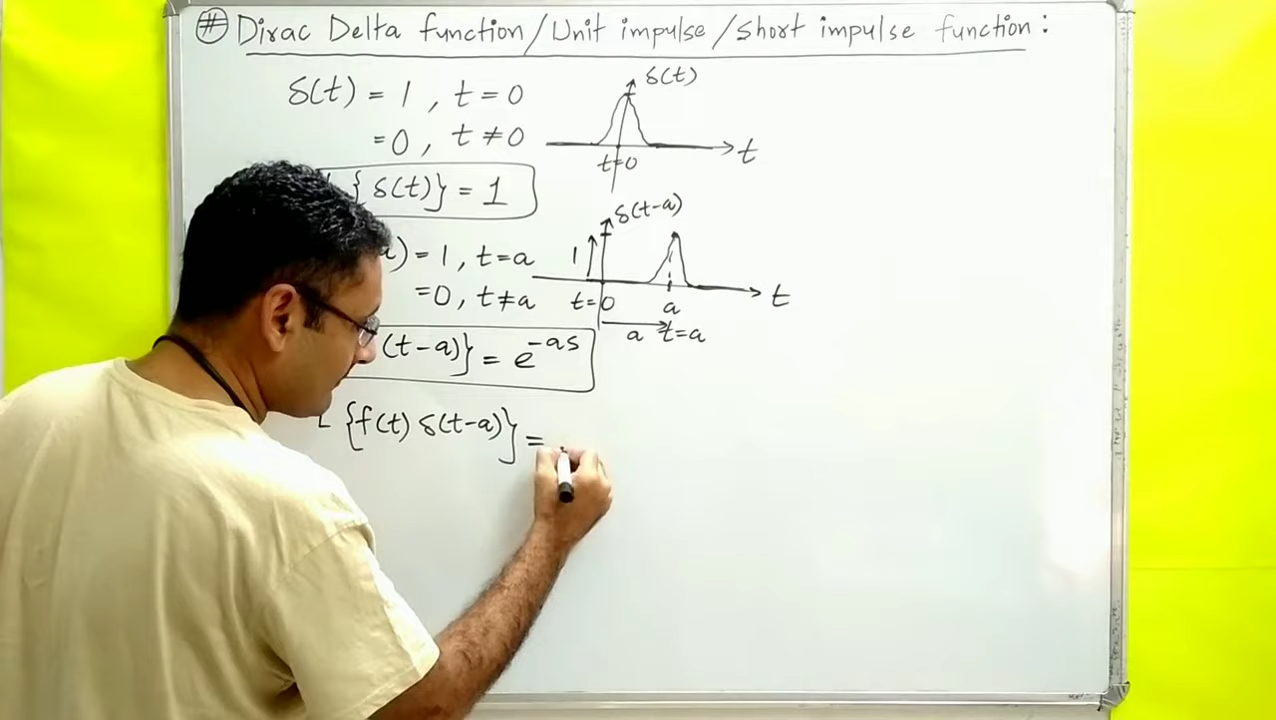 # Dirac Delta function/Unit impulse/short impulse function:
δ(t) = 1, t=0
=0, t≠0
{δ(t)} = 1
δ(t)
t=0
t
) = 1, t=a
=0, t≠a
δ(t-a)
1
t=0
a
t
a
t=a
(t-a)} = e^-as
L {f(t) δ(t-a)} =